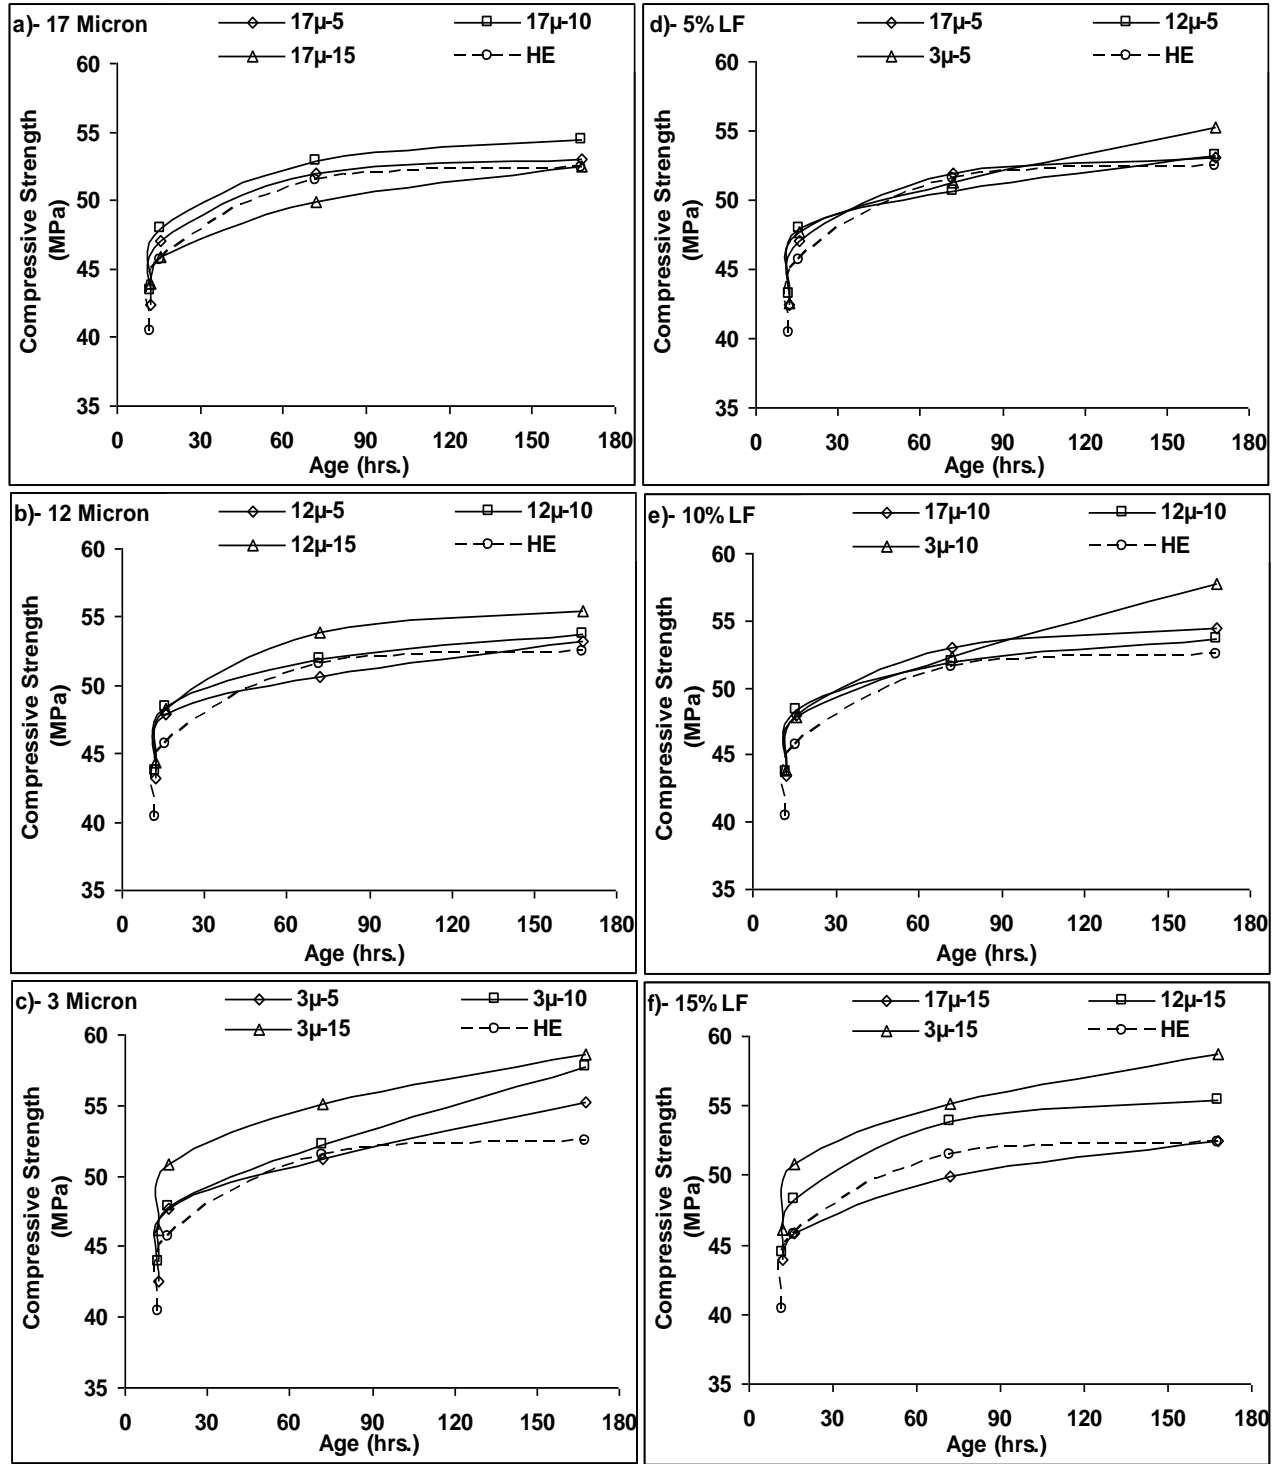 a)- 17 Micron
17µ-5 17µ-10
17µ-15 HE
60
55
50
45
40
35
0 30 60 90 120 150 180
Compressive Strength
(MPa)
Age (hrs.)
d)- 5% LF
17µ-5 12µ-5
3µ-5 HE
60
55
50
45
40
35
0 30 60 90 120 150 180
Compressive Strength
(MPa)
Age (hrs.)
b)- 12 Micron
12µ-5 12µ-10
12µ-15 HE
60
55
50
45
40
35
0 30 60 90 120 150 180
Compressive Strength
(MPa)
Age (hrs.)
e)- 10% LF
17µ-10 12µ-10
3µ-10 HE
60
55
50
45
40
35
0 30 60 90 120 150 180
Compressive Strength
(MPa)
Age (hrs.)
c)- 3 Micron
3µ-5 3µ-10
3µ-15 HE
60
55
50
45
40
35
0 30 60 90 120 150 180
Compressive Strength
(MPa)
Age (hrs.)
f)- 15% LF
17µ-15 12µ-15
3µ-15 HE
60
55
50
45
40
35
0 30 60 90 120 150 180
Compressive Strength
(MPa)
Age (hrs.)